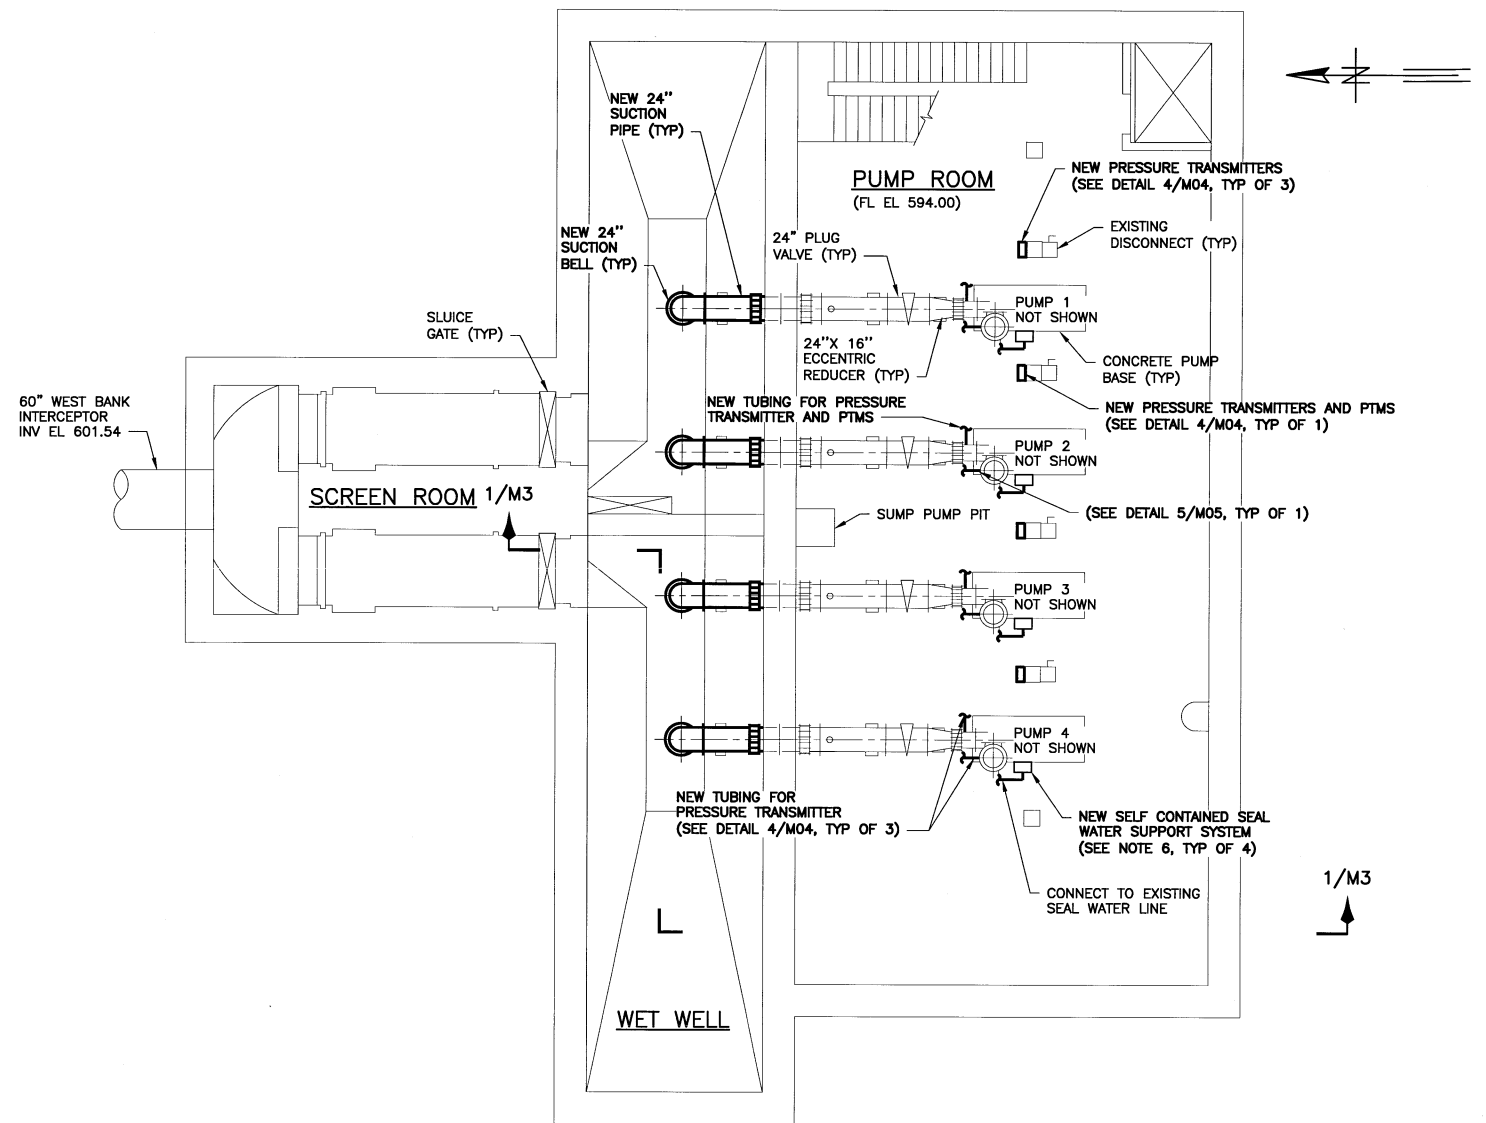 NEW 24"
SUCTION
PIPE (TYP)
PUMP ROOM
(FL EL 594.00)
NEW PRESSURE TRANSMITTERS
(SEE DETAIL 4/M04, TYP OF 3)
N
NEW 24"
SUCTION
BELL (TYP)
24" PLUG
VALVE (TYP)
EXISTING
DISCONNECT (TYP)
PUMP 1
NOT SHOWN
SLUICE
GATE (TYP)
24"X 16"
ECCENTRIC
REDUCER (TYP)
CONCRETE PUMP
BASE (TYP)
60" WEST BANK
INTERCEPTOR
INV EL 601.54
NEW TUBING FOR PRESSURE
TRANSMITTER AND PTMS
NEW PRESSURE TRANSMITTERS AND PTMS
(SEE DETAIL 4/M04, TYP OF 1)
PUMP 2
NOT SHOWN
SCREEN ROOM
1/M3
SUMP PUMP PIT
(SEE DETAIL 5/M05, TYP OF 1)
PUMP 3
NOT SHOWN
PUMP 4
NOT SHOWN
NEW TUBING FOR
PRESSURE TRANSMITTER
(SEE DETAIL 4/M04, TYP OF 3)
NEW SELF CONTAINED SEAL
WATER SUPPORT SYSTEM
(SEE NOTE 6, TYP OF 4)
CONNECT TO EXISTING
SEAL WATER LINE
1/M3
WET WELL